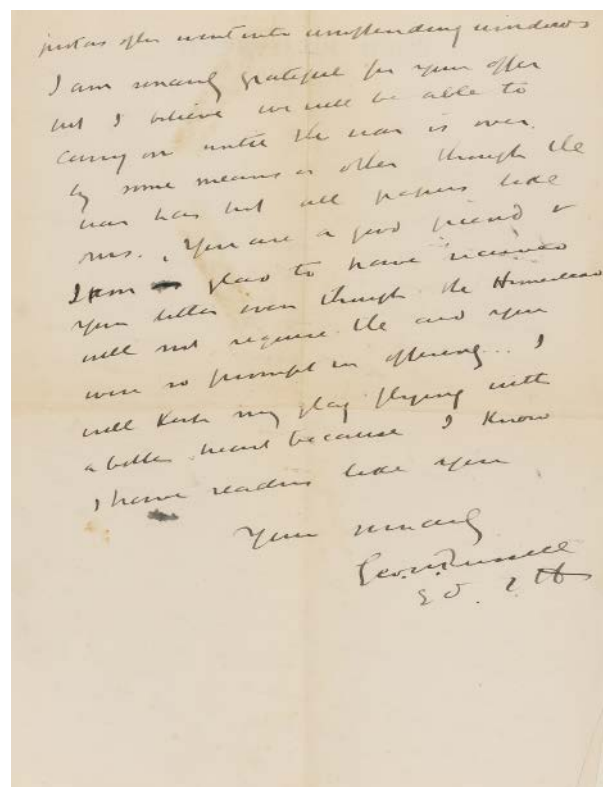 just as often went into unoffending windows
I am sincerely grateful for your offer
but I believe we will be able to
carry on until the war is over
by some means or other though the
war has hit all papers like
ours. You are a good friend &
I am glad to have received
your letter even though the Homestead
will not require the aid you
were so prompt in offering... I
will keep my flag flying with
a better heart because I know
I have readers like you
Yours sincerely
Geo. W. Russell
Ed. I H